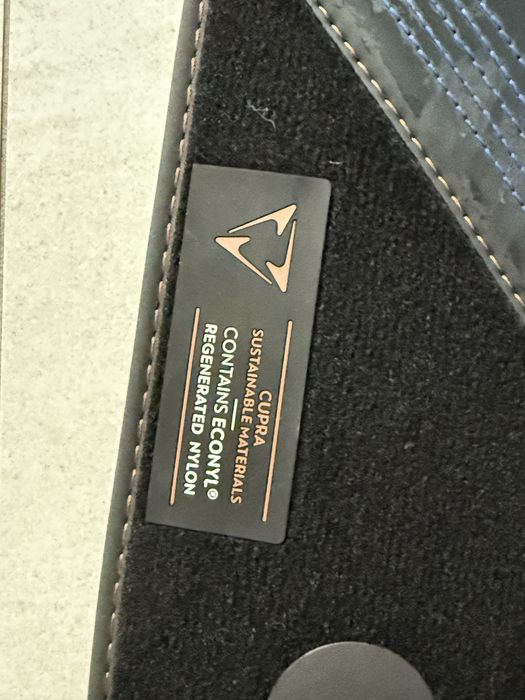 CUPRA
SUSTAINABLE MATERIALS
CONTAINS ECONYL®
REGENERATED NYLON